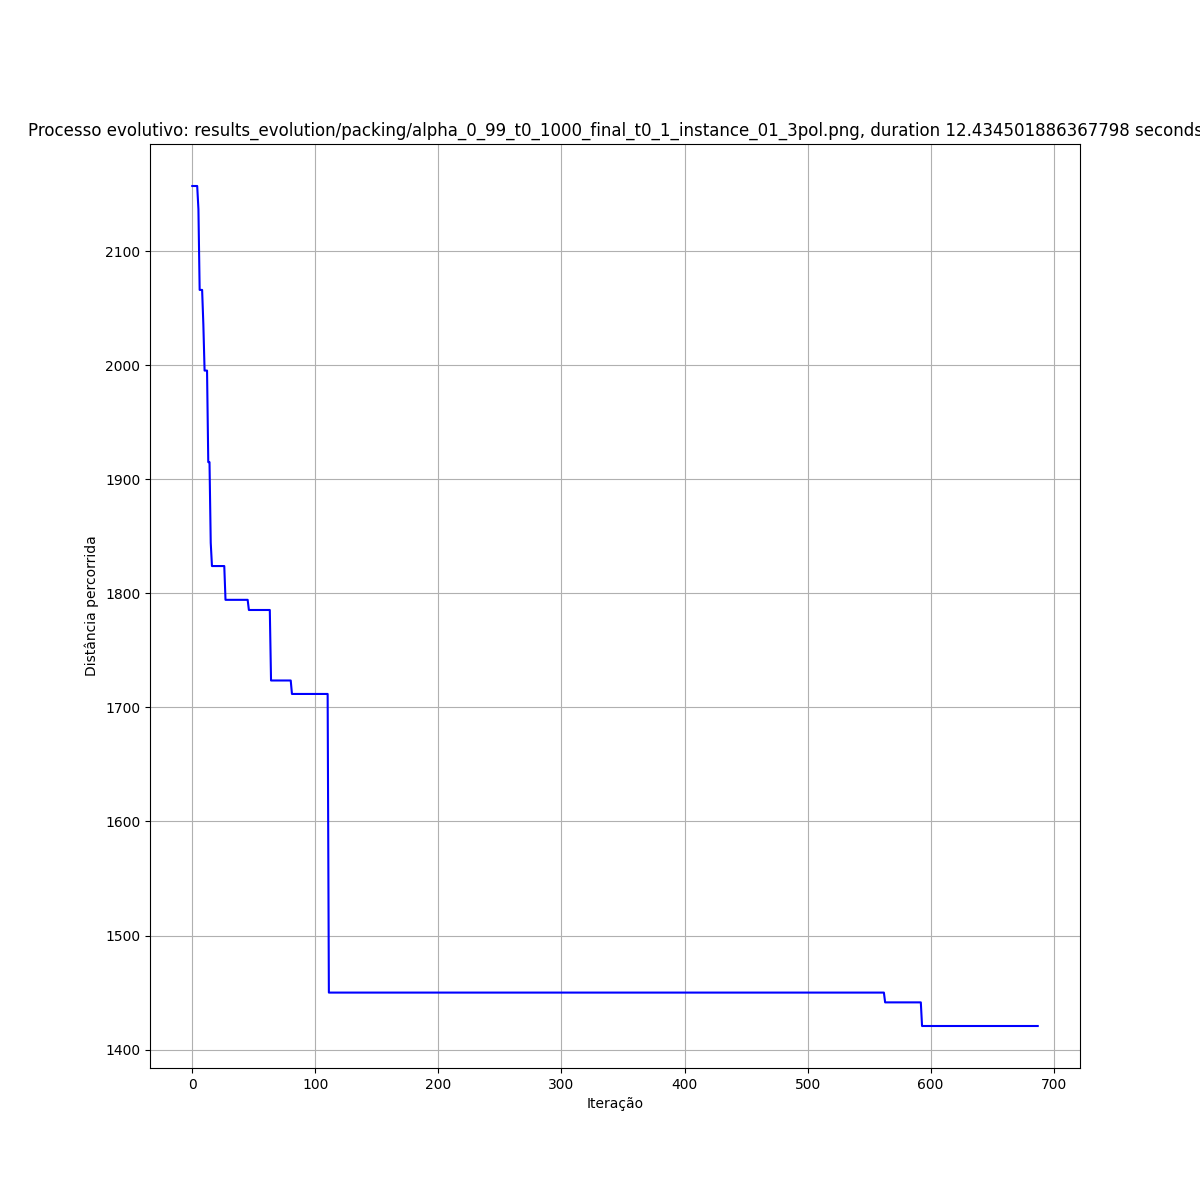 Processo evolutivo: results_evolution/packing/alpha_0_99_t0_1000_final_t0_1_instance_01_3pol.png, duration 12.434501886367798 seconds
2100
2000
1900
1800
1700
1600
1500
1400
Distância percorrida
0 100 200 300 400 500 600 700
Iteração